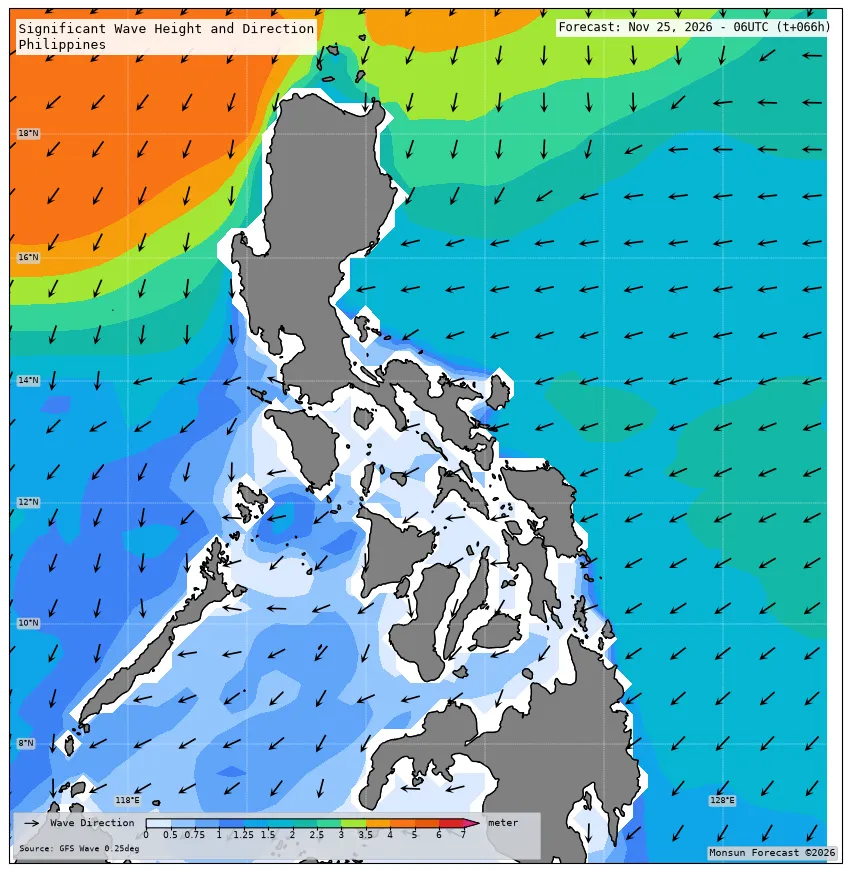 Significant Wave Height and Direction
Philippines
Forecast: Nov 25, 2026 - 06UTC (t+066h)
18°N
16°N
14°N
12°N
10°N
8°N
118°E
128°E
Wave Direction
meter
0 0.5 0.75 1 1.25 1.5 2 2.5 3 3.5 4 5 6 7
Source: GFS Wave 0.25deg
Monsun Forecast ©2026